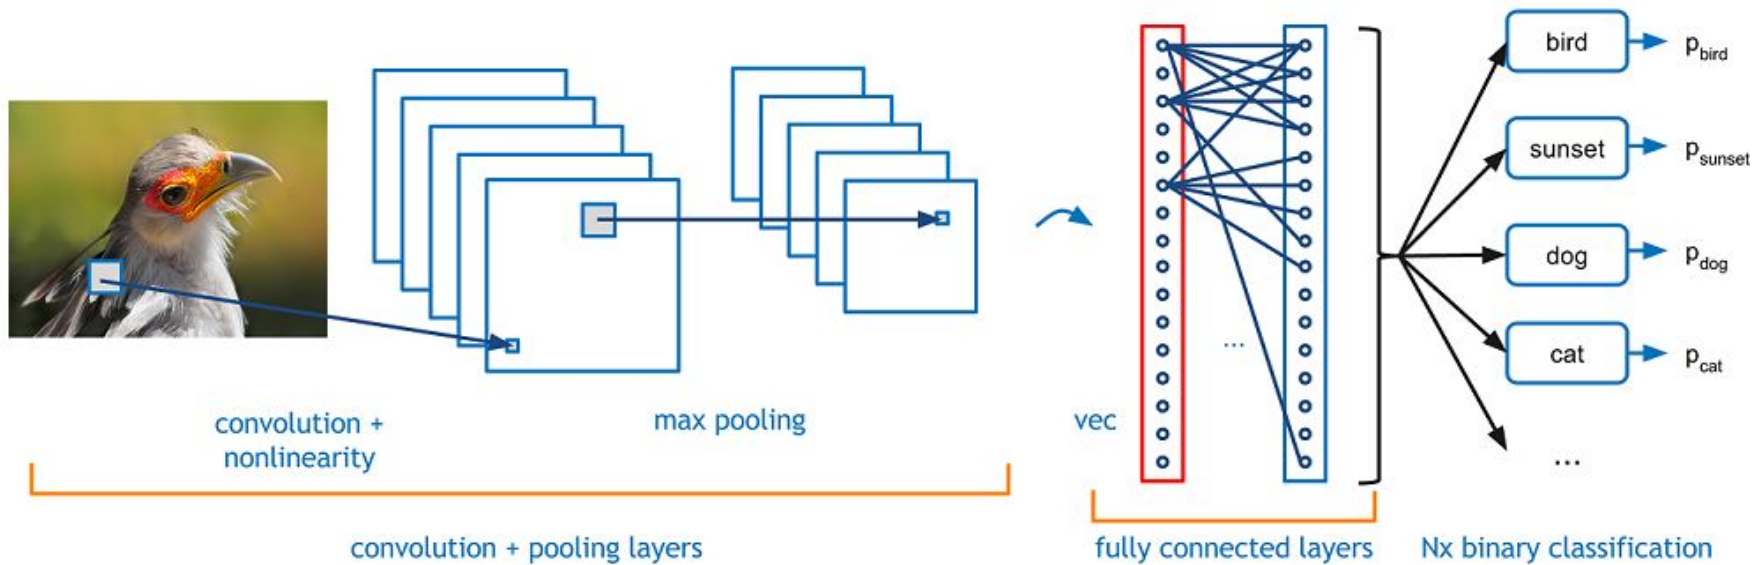 convolution +
nonlinearity
max pooling
vec
convolution + pooling layers
fully connected layers
Nx binary classification
...
bird
p_bird
sunset
p_sunset
dog
p_dog
cat
p_cat
...